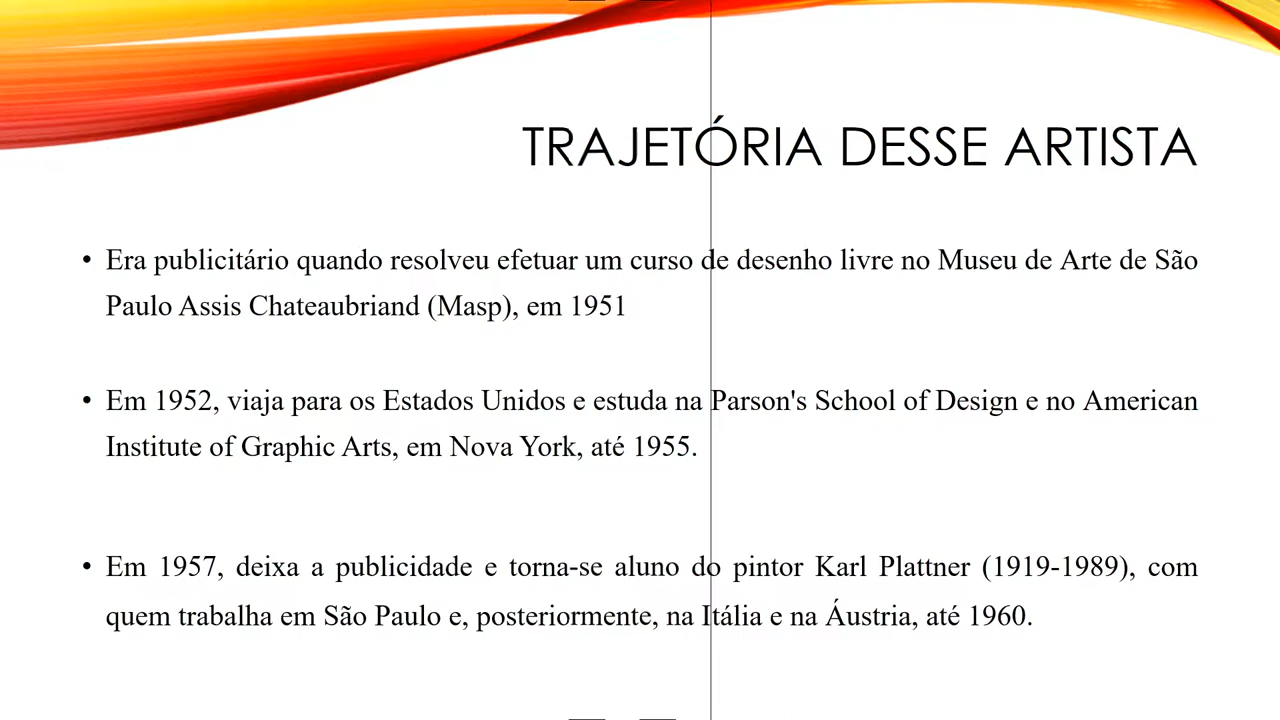 TRAJETÓRIA DESSE ARTISTA
• Era publicitário quando resolveu efetuar um curso de desenho livre no Museu de Arte de São
Paulo Assis Chateaubriand (Masp), em 1951
• Em 1952, viaja para os Estados Unidos e estuda na Parson's School of Design e no American
Institute of Graphic Arts, em Nova York, até 1955.
• Em 1957, deixa a publicidade e torna-se aluno do pintor Karl Plattner (1919-1989), com
quem trabalha em São Paulo e, posteriormente, na Itália e na Áustria, até 1960.